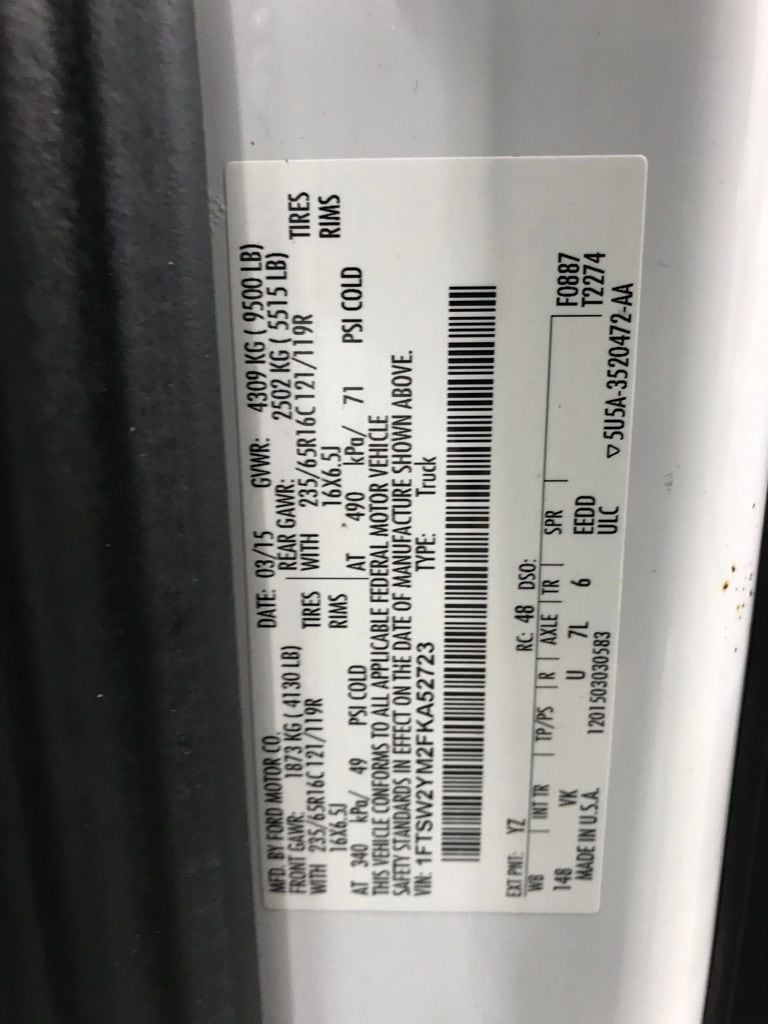 MFD. BY FORD MOTOR CO. DATE: 03/15 GVWR: 4309 KG ( 9500 LB)
FRONT GAWR: 1873 KG ( 4130 LB) REAR GAWR: 2502 KG ( 5515 LB)
WITH 235/65R16C 121/119R TIRES WITH 235/65R16C 121/119R TIRES
16X6.5J RIMS 16X6.5J RIMS
AT 340 kPa/ 49 PSI COLD AT 490 kPa/ 71 PSI COLD
THIS VEHICLE CONFORMS TO ALL APPLICABLE FEDERAL MOTOR VEHICLE
SAFETY STANDARDS IN EFFECT ON THE DATE OF MANUFACTURE SHOWN ABOVE.
VIN: 1FTSW2YM2FKA52723 TYPE: Truck
EXT PNT: YZ RC: 48 DSO:
WB INT TR TP/PS R AXLE TR SPR F0887
148 VK U 7L 6 EEDD T2274
MADE IN U.S.A. 1201503030583 ULC ▽ 5U5A-3520472-AA